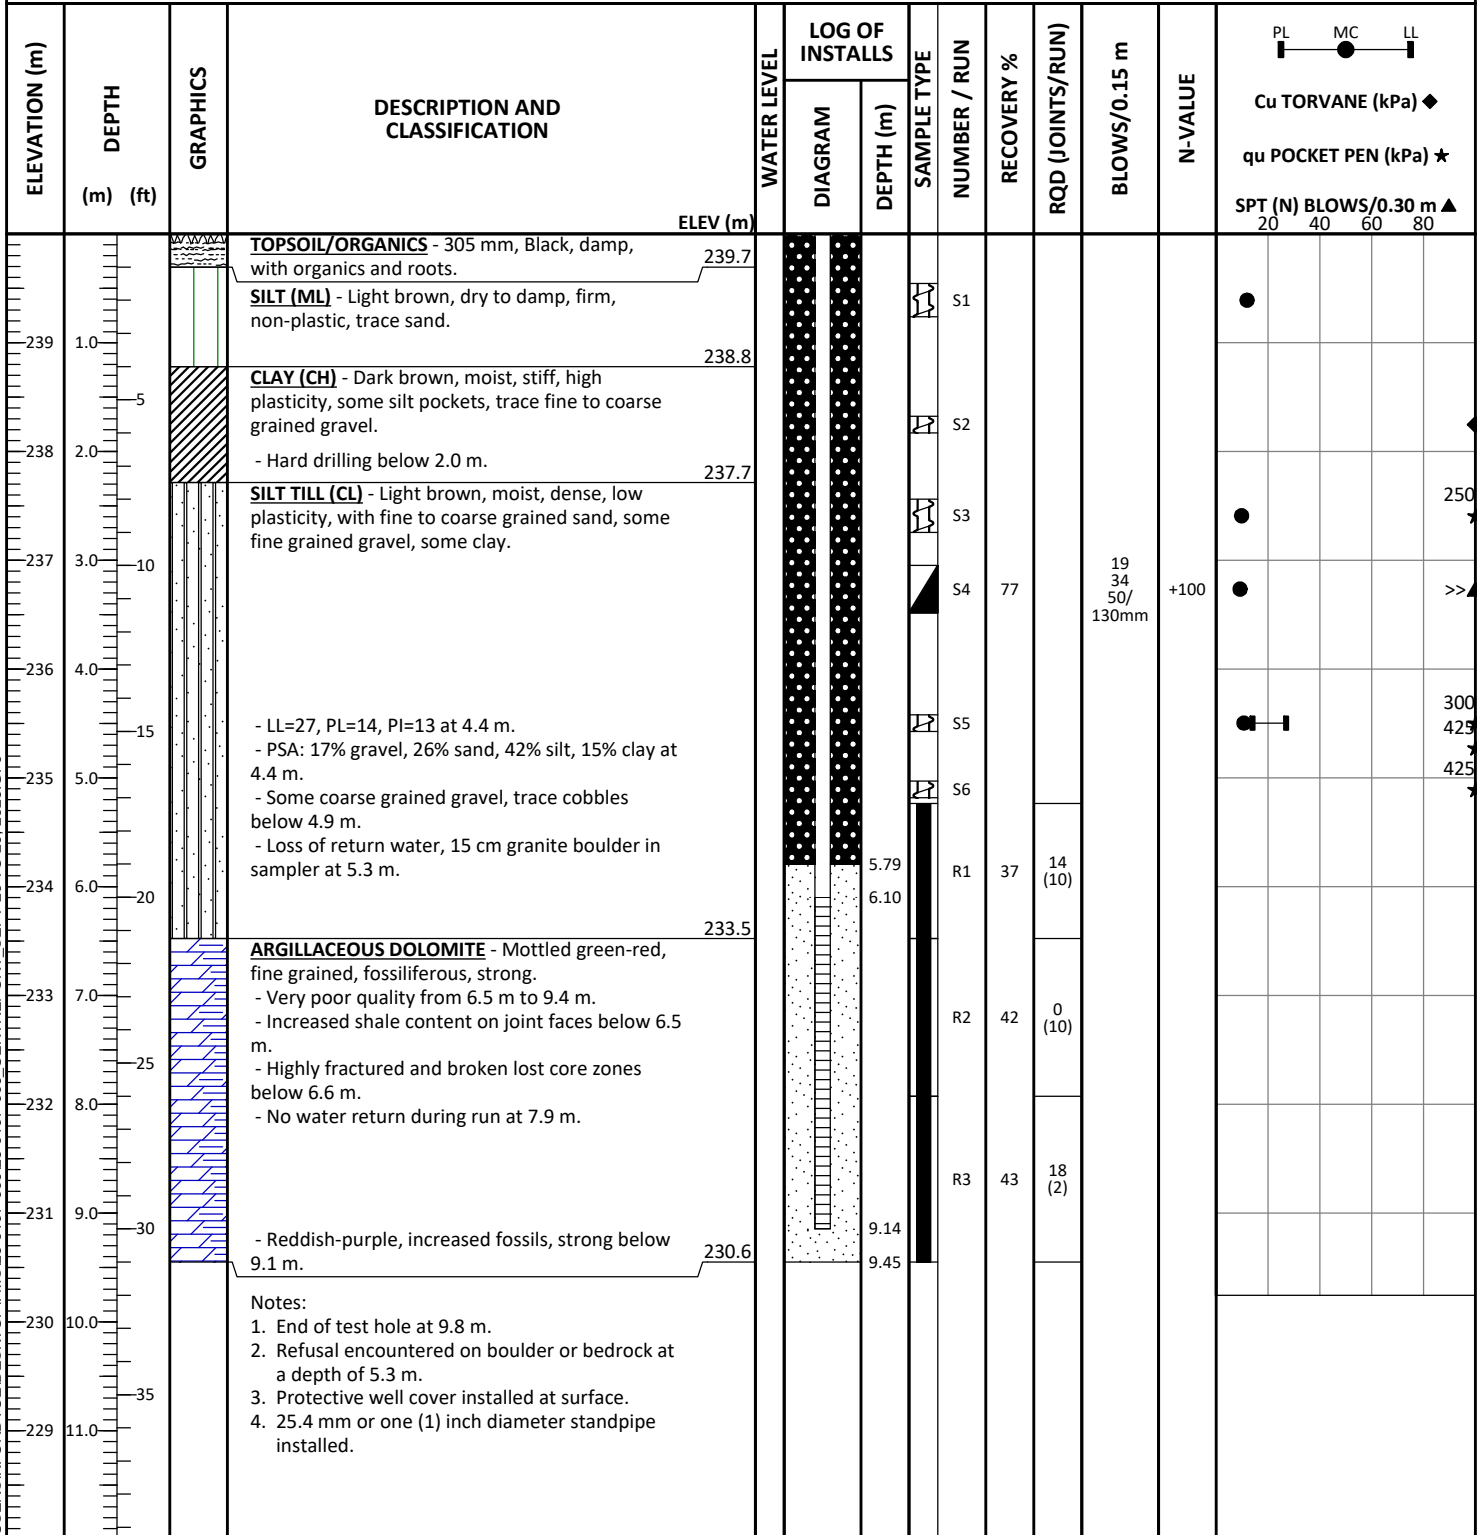 ELEVATION (m)
DEPTH
(m) (ft)
GRAPHICS
DESCRIPTION AND
CLASSIFICATION
ELEV (m)
WATER LEVEL
LOG OF
INSTALLS
DIAGRAM
DEPTH (m)
SAMPLE TYPE
NUMBER / RUN
RECOVERY %
RQD (JOINTS/RUN)
BLOWS/0.15 m
N-VALUE
PL MC LL
Cu TORVANE (kPa) ◆
qu POCKET PEN (kPa) ★
SPT (N) BLOWS/0.30 m ▲
20 40 60 80
TOPSOIL/ORGANICS - 305 mm, Black, damp,
with organics and roots.
239.7
SILT (ML) - Light brown, dry to damp, firm,
non-plastic, trace sand.
S1
239 1.0
238.8
CLAY (CH) - Dark brown, moist, stiff, high
plasticity, some silt pockets, trace fine to coarse
grained gravel.
5
S2
238 2.0
- Hard drilling below 2.0 m.
237.7
SILT TILL (CL) - Light brown, moist, dense, low
plasticity, with fine to coarse grained sand, some
fine grained gravel, some clay.
S3
250
237 3.0
10
S4
77
19
34
50/
130mm
+100
>>
236 4.0
- LL=27, PL=14, PI=13 at 4.4 m.
- PSA: 17% gravel, 26% sand, 42% silt, 15% clay at
4.4 m.
- Some coarse grained gravel, trace cobbles
below 4.9 m.
- Loss of return water, 15 cm granite boulder in
sampler at 5.3 m.
15
S5
300
425
425
235 5.0
S6
5.79
R1
37
14
(10)
234 6.0
20
6.10
233.5
ARGILLACEOUS DOLOMITE - Mottled green-red,
fine grained, fossiliferous, strong.
- Very poor quality from 6.5 m to 9.4 m.
- Increased shale content on joint faces below 6.5
m.
- Highly fractured and broken lost core zones
below 6.6 m.
- No water return during run at 7.9 m.
233 7.0
R2
42
0
(10)
25
232 8.0
R3
43
18
(2)
231 9.0
30
9.14
- Reddish-purple, increased fossils, strong below
9.1 m.
230.6
9.45
Notes:
1. End of test hole at 9.8 m.
2. Refusal encountered on boulder or bedrock at
a depth of 5.3 m.
3. Protective well cover installed at surface.
4. 25.4 mm or one (1) inch diameter standpipe
installed.
230 10.0
35
229 11.0